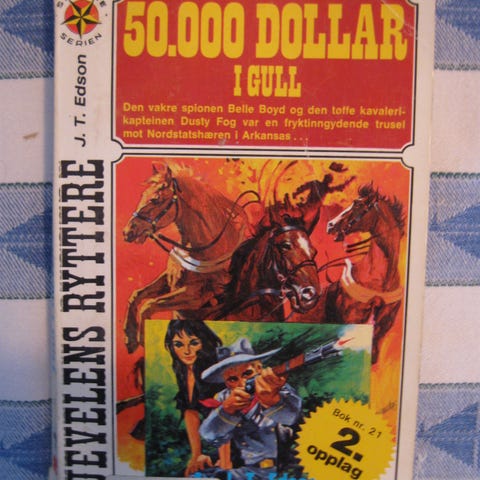 SERIEN
J. T. Edson
50.000 DOLLAR
I GULL
Den vakre spionen Belle Boyd og den tøffe kavaleri-
kapteinen Dusty Fog var en fryktinngydende trusel
mot Nordstatshæren i Arkansas . . .
JEVELENS RYTTERE
Bok nr. 21
2.
opplag